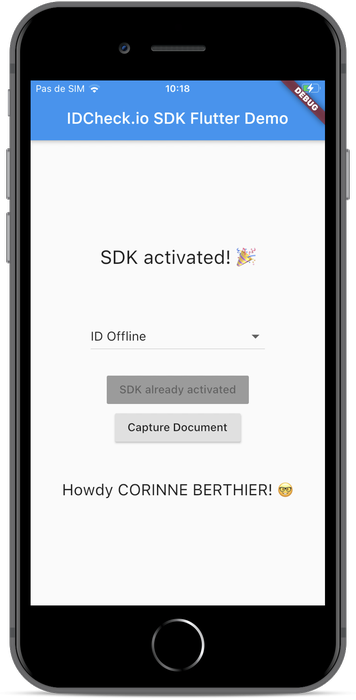 Pas de SIM 10:18
DEBUG
IDCheck.io SDK Flutter Demo
SDK activated! 🎉
ID Offline
SDK already activated
Capture Document
Howdy CORINNE BERTHIER! 🤓